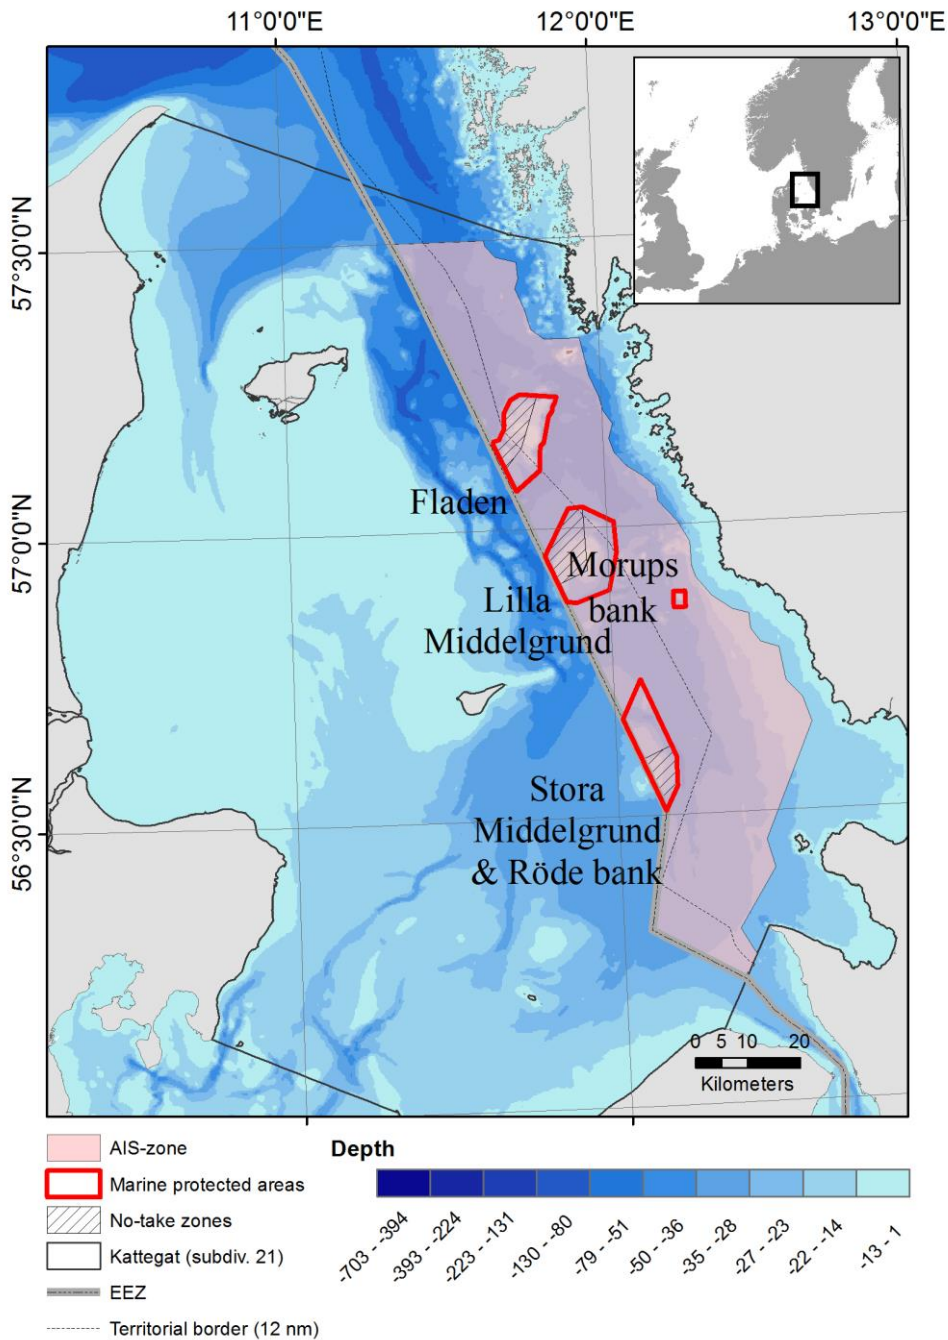 11°0'0"E
12°0'0"E
13°0'0"E
57°30'0"N
57°0'0"N
56°30'0"N
Fladen
Morups
bank
Lilla
Middelgrund
Stora
Middelgrund
& Röde bank
0 5 10 20
Kilometers
AIS-zone
Marine protected areas
No-take zones
Kattegat (subdiv. 21)
EEZ
Territorial border (12 nm)
Depth
-703 - -394
-393 - -224
-223 - -131
-130 - -80
-79 - -51
-50 - -36
-35 - -28
-27 - -23
-22 - -14
-13 - 1